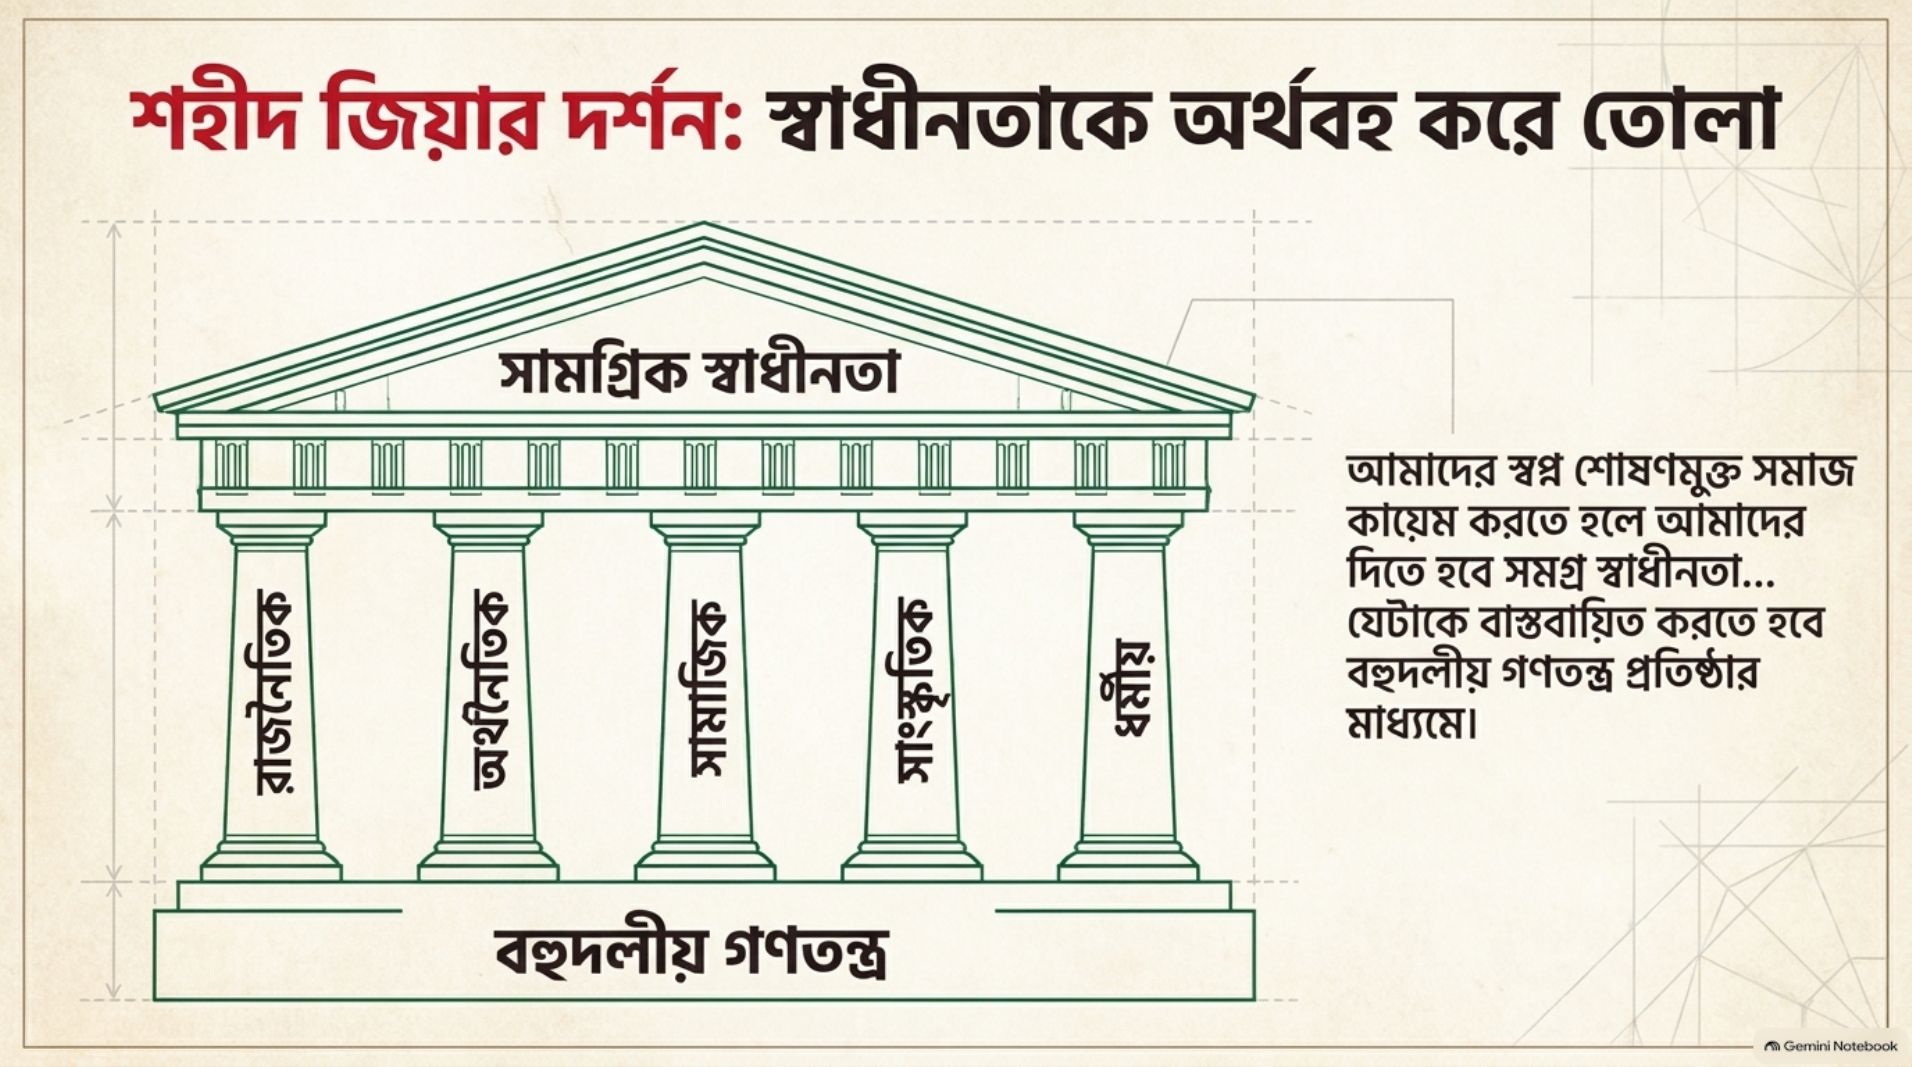 শহীদ জিয়ার দর্শন: স্বাধীনতাকে অর্থবহ করে তোলা
সামগ্রিক স্বাধীনতা
রাজনৈতিক
অর্থনৈতিক
সামাজিক
সাংস্কৃতিক
ধর্মীয়
বহুদলীয় গণতন্ত্র
আমাদের স্বপ্ন শোষণমুক্ত সমাজ
কায়েম করতে হলে আমাদের
দিতে হবে সমগ্র স্বাধীনতা...
যেটাকে বাস্তবায়িত করতে হবে
বহুদলীয় গণতন্ত্র প্রতিষ্ঠার
মাধ্যমে।
Gemini Notebook